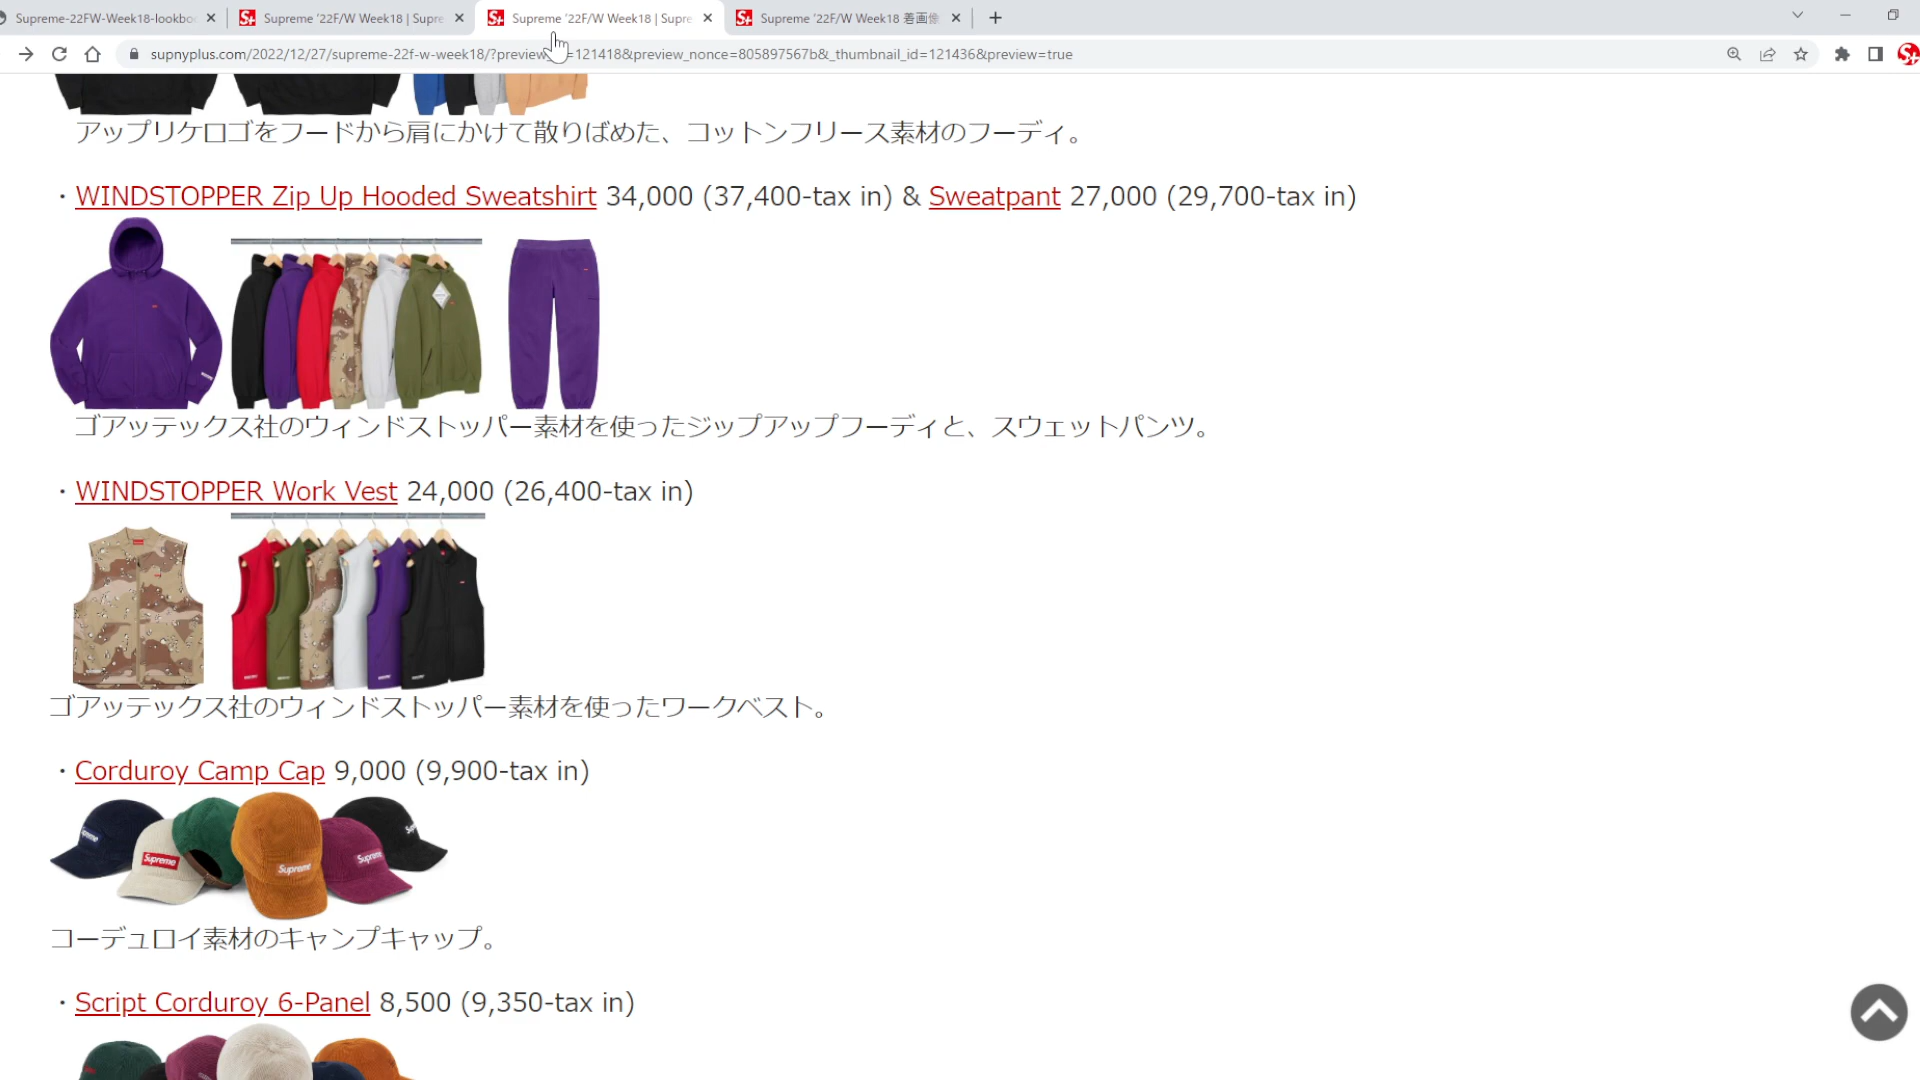 Supreme-22FW-Week18-lookbo
Supreme '22F/W Week18 | Supre
Supreme '22F/W Week18 | Supre
Supreme '22F/W Week18 着画像
supnyplus.com/2022/12/27/supreme-22f-w-week18/?preview_ =121418&preview_nonce=805897567b&_thumbnail_id=121436&preview=true
アップリケロゴをフードから肩にかけて散りばめた、コットンフリース素材のフーディ。
・WINDSTOPPER Zip Up Hooded Sweatshirt 34,000 (37,400-tax in) & Sweatpant 27,000 (29,700-tax in)
ゴアッテックス社のウィンドストッパー素材を使ったジップアップフーディと、スウェットパンツ。
・WINDSTOPPER Work Vest 24,000 (26,400-tax in)
ゴアッテックス社のウィンドストッパー素材を使ったワークベスト。
・Corduroy Camp Cap 9,000 (9,900-tax in)
Supreme
Supreme
Supreme
コーデュロイ素材のキャンプキャップ。
・Script Corduroy 6-Panel 8,500 (9,350-tax in)